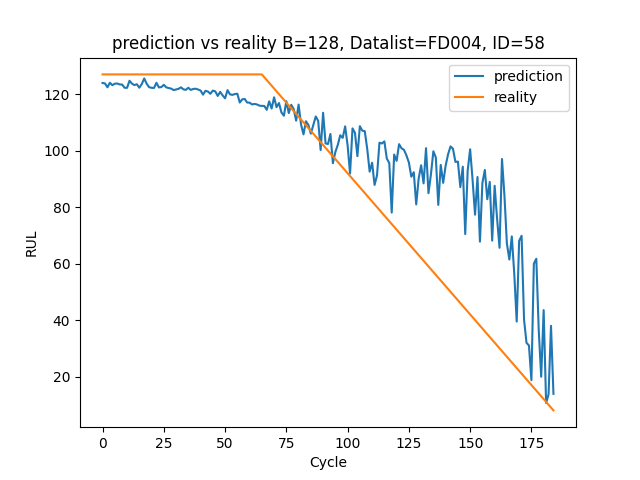 prediction vs reality B=128, Datalist=FD004, ID=58
prediction
reality
RUL
120
100
80
60
40
20
0 25 50 75 100 125 150 175
Cycle